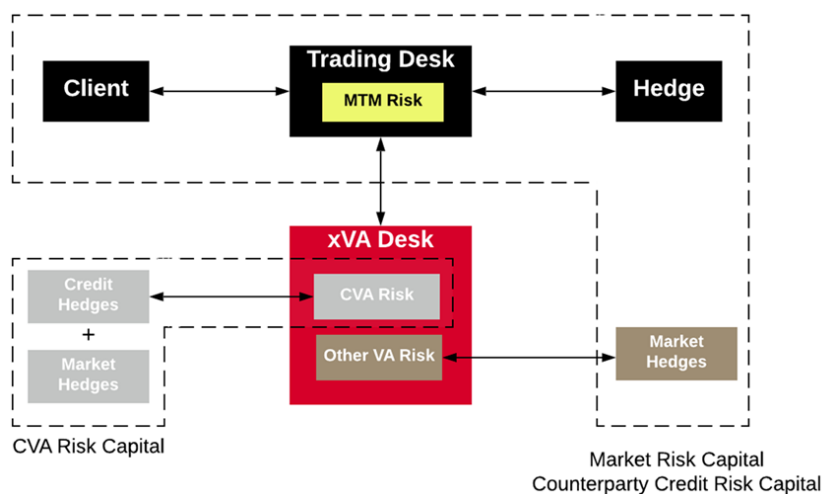 Trading Desk
Client
MTM Risk
Hedge
xVA Desk
Credit
Hedges
CVA Risk
+
Market
Hedges
Other VA Risk
Market
Hedges
CVA Risk Capital
Market Risk Capital
Counterparty Credit Risk Capital